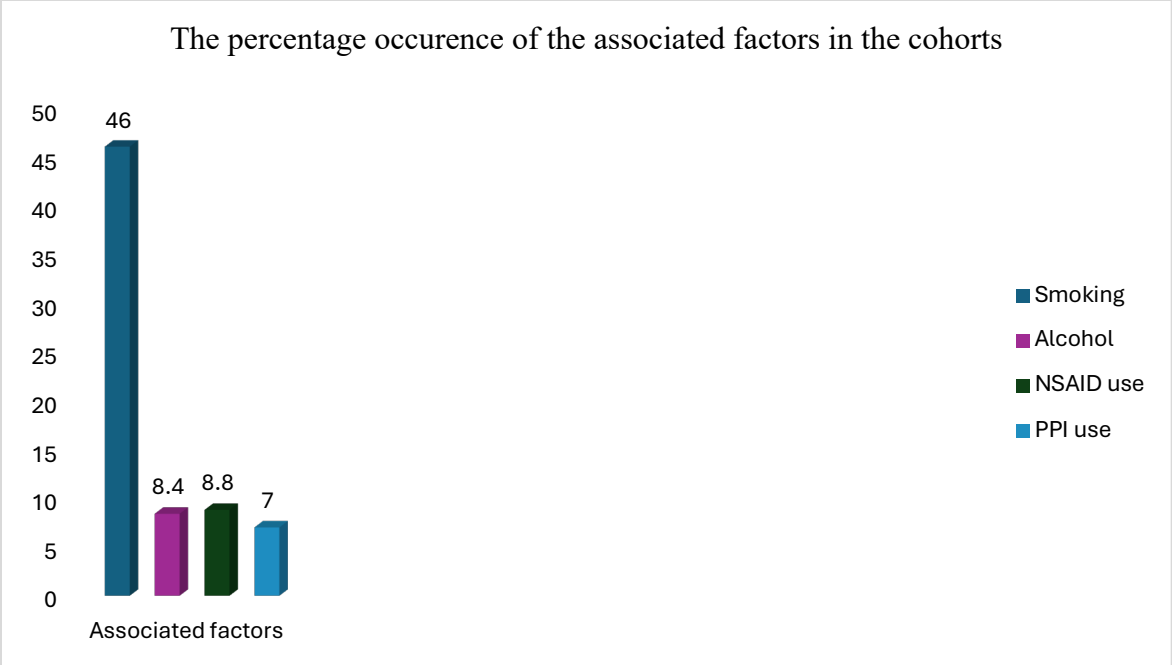 The percentage occurence of the associated factors in the cohorts
50
45
40
35
30
25
20
15
10
5
0
46
8.4
8.8
7
Associated factors
Smoking
Alcohol
NSAID use
PPI use